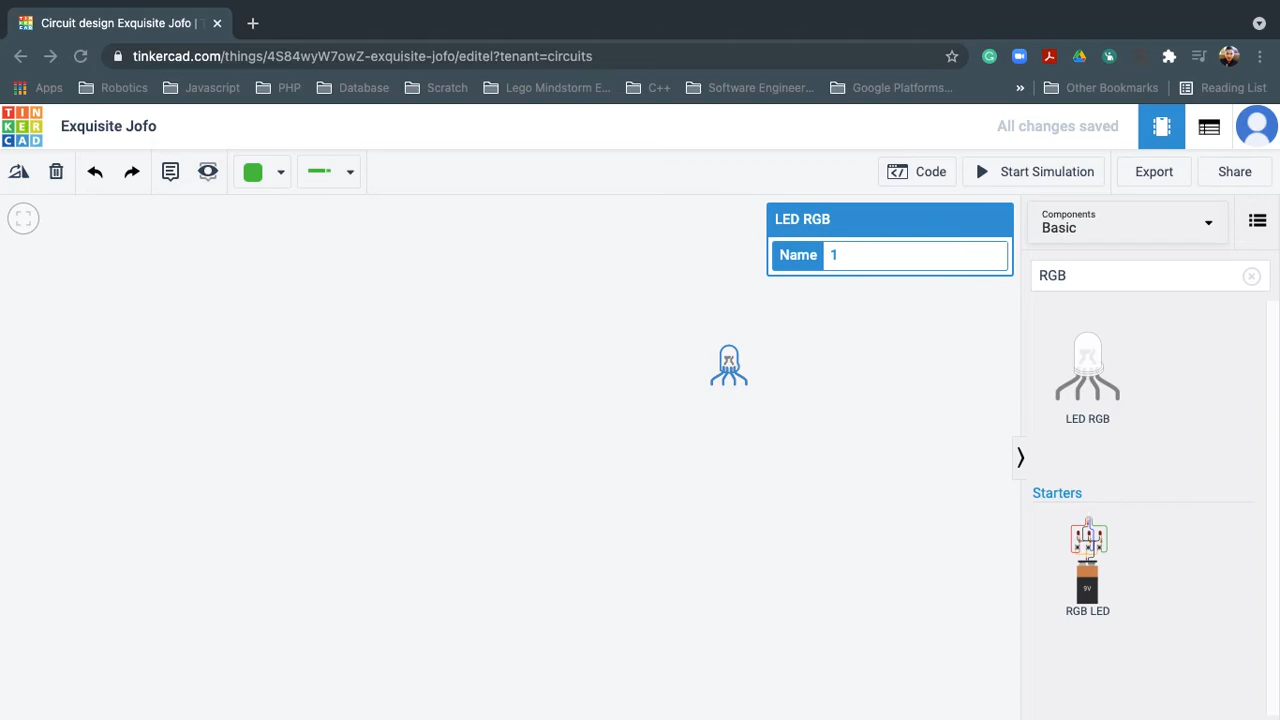 Circuit design Exquisite Jofo | T
tinkercad.com/things/4S84wyW7owZ-exquisite-jofo/editel?tenant=circuits
Apps Robotics Javascript PHP Database Scratch Lego Mindstorm E... C++ Software Engineer... Google Platforms... » Other Bookmarks Reading List
TIN
KER
CAD
Exquisite Jofo
All changes saved
Code Start Simulation Export Share
LED RGB
Name 1
Components
Basic
RGB
LED RGB
Starters
9V
RGB LED